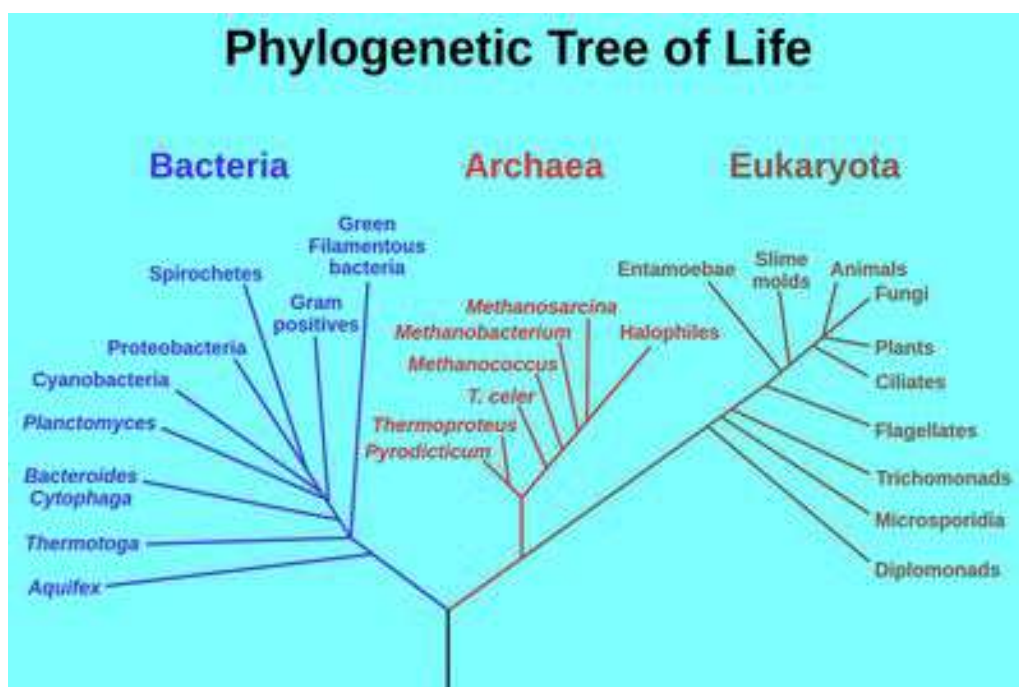 Phylogenetic Tree of Life
Bacteria
Archaea
Eukaryota
Green
Filamentous
bacteria
Spirochetes
Gram
positives
Proteobacteria
Cyanobacteria
Planctomyces
Bacteroides
Cytophaga
Thermotoga
Aquifex
Methanosarcina
Methanobacterium
Halophiles
Methanococcus
T. celer
Thermoproteus
Pyrodicticum
Entamoebae
Slime
molds
Animals
Fungi
Plants
Ciliates
Flagellates
Trichomonads
Microsporidia
Diplomonads